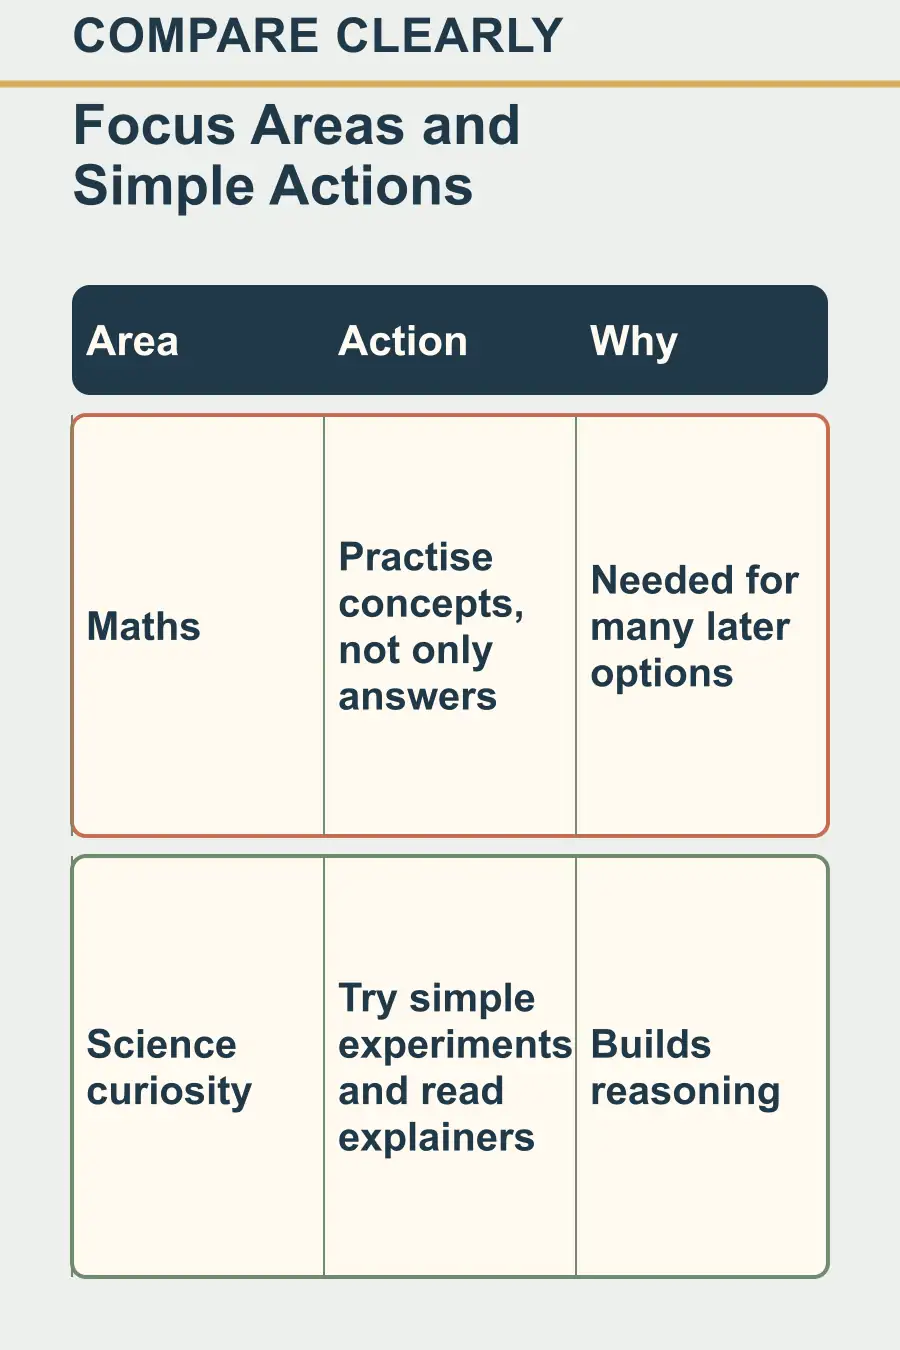 COMPARE CLEARLY
Focus Areas and
Simple Actions
Area Action Why
Maths
Practise
concepts,
not only
answers
Needed for
many later
options
Science
curiosity
Try simple
experiments
and read
explainers
Builds
reasoning